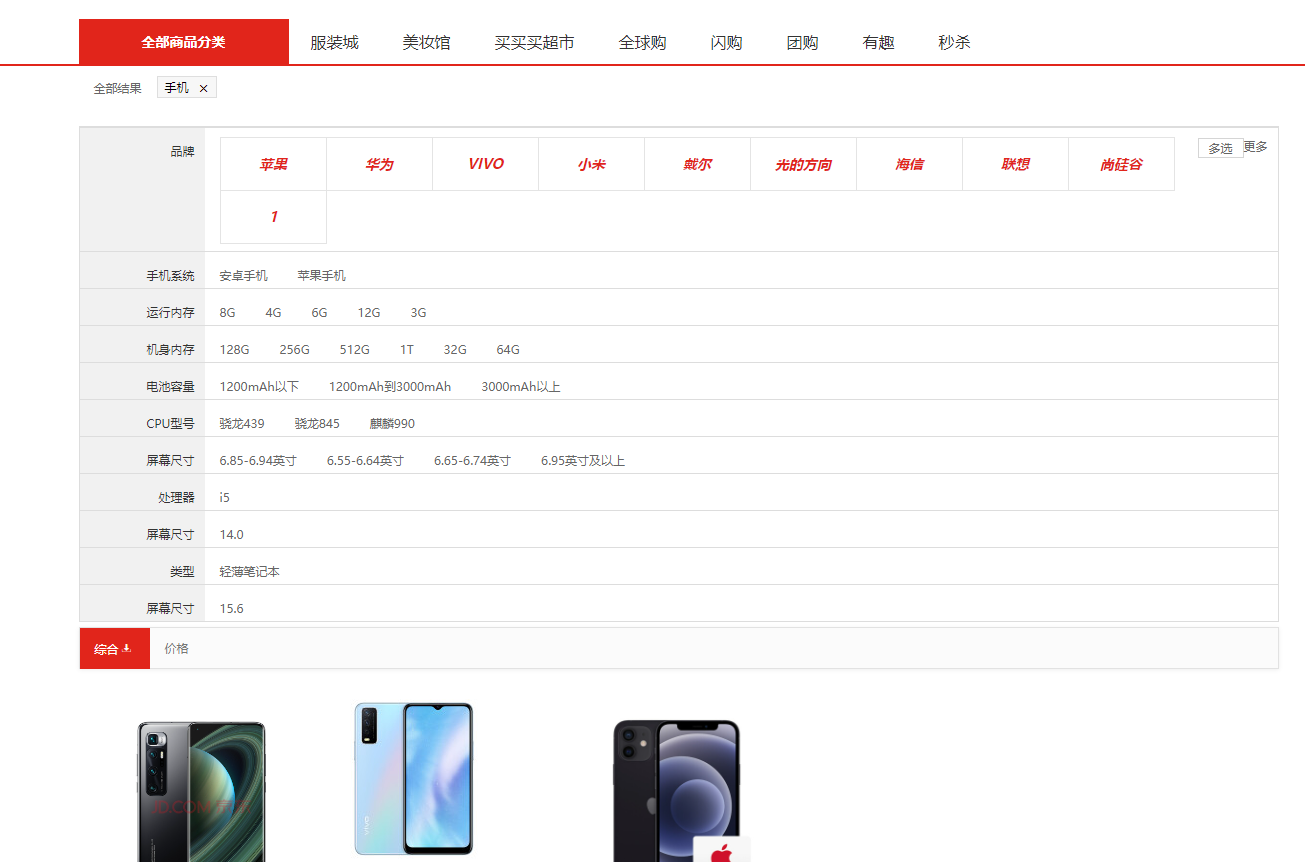 全部商品分类 服装城 美妆馆 买买买超市 全球购 闪购 团购 有趣 秒杀
全部结果 手机 ×
品牌 苹果 华为 VIVO 小米 戴尔 光的方向 海信 联想 尚硅谷 多选 更多
1
手机系统 安卓手机 苹果手机
运行内存 8G 4G 6G 12G 3G
机身内存 128G 256G 512G 1T 32G 64G
电池容量 1200mAh以下 1200mAh到3000mAh 3000mAh以上
CPU型号 骁龙439 骁龙845 麒麟990
屏幕尺寸 6.85-6.94英寸 6.55-6.64英寸 6.65-6.74英寸 6.95英寸及以上
处理器 i5
屏幕尺寸 14.0
类型 轻薄笔记本
屏幕尺寸 15.6
综合 价格
JD.COM
vivo